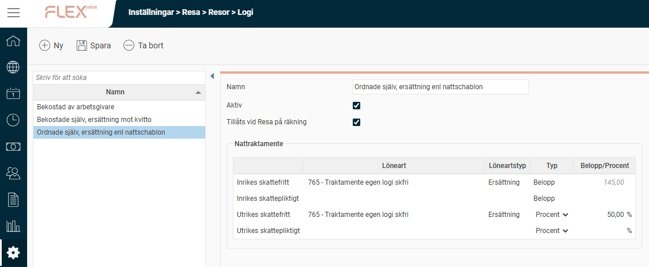 FLEX HRM
Inställningar > Resa > Resor > Logi
Ny
Spara
Ta bort
Skriv för att söka
Namn
Bekostad av arbetsgivare
Bekostade själv, ersättning mot kvitto
Ordnade själv, ersättning enl nattschablon
Namn
Ordnade själv, ersättning enl nattschablon
Aktiv
Tillåts vid Resa på räkning
Nattraktamente
Löneart Löneartstyp Typ Belopp/Procent
Inrikes skattefritt 765 - Traktamente egen logi skfri Ersättning Belopp 145,00
Inrikes skattepliktigt Belopp
Utrikes skattefritt 765 - Traktamente egen logi skfri Ersättning Procent 50,00 %
Utrikes skattepliktigt Procent %